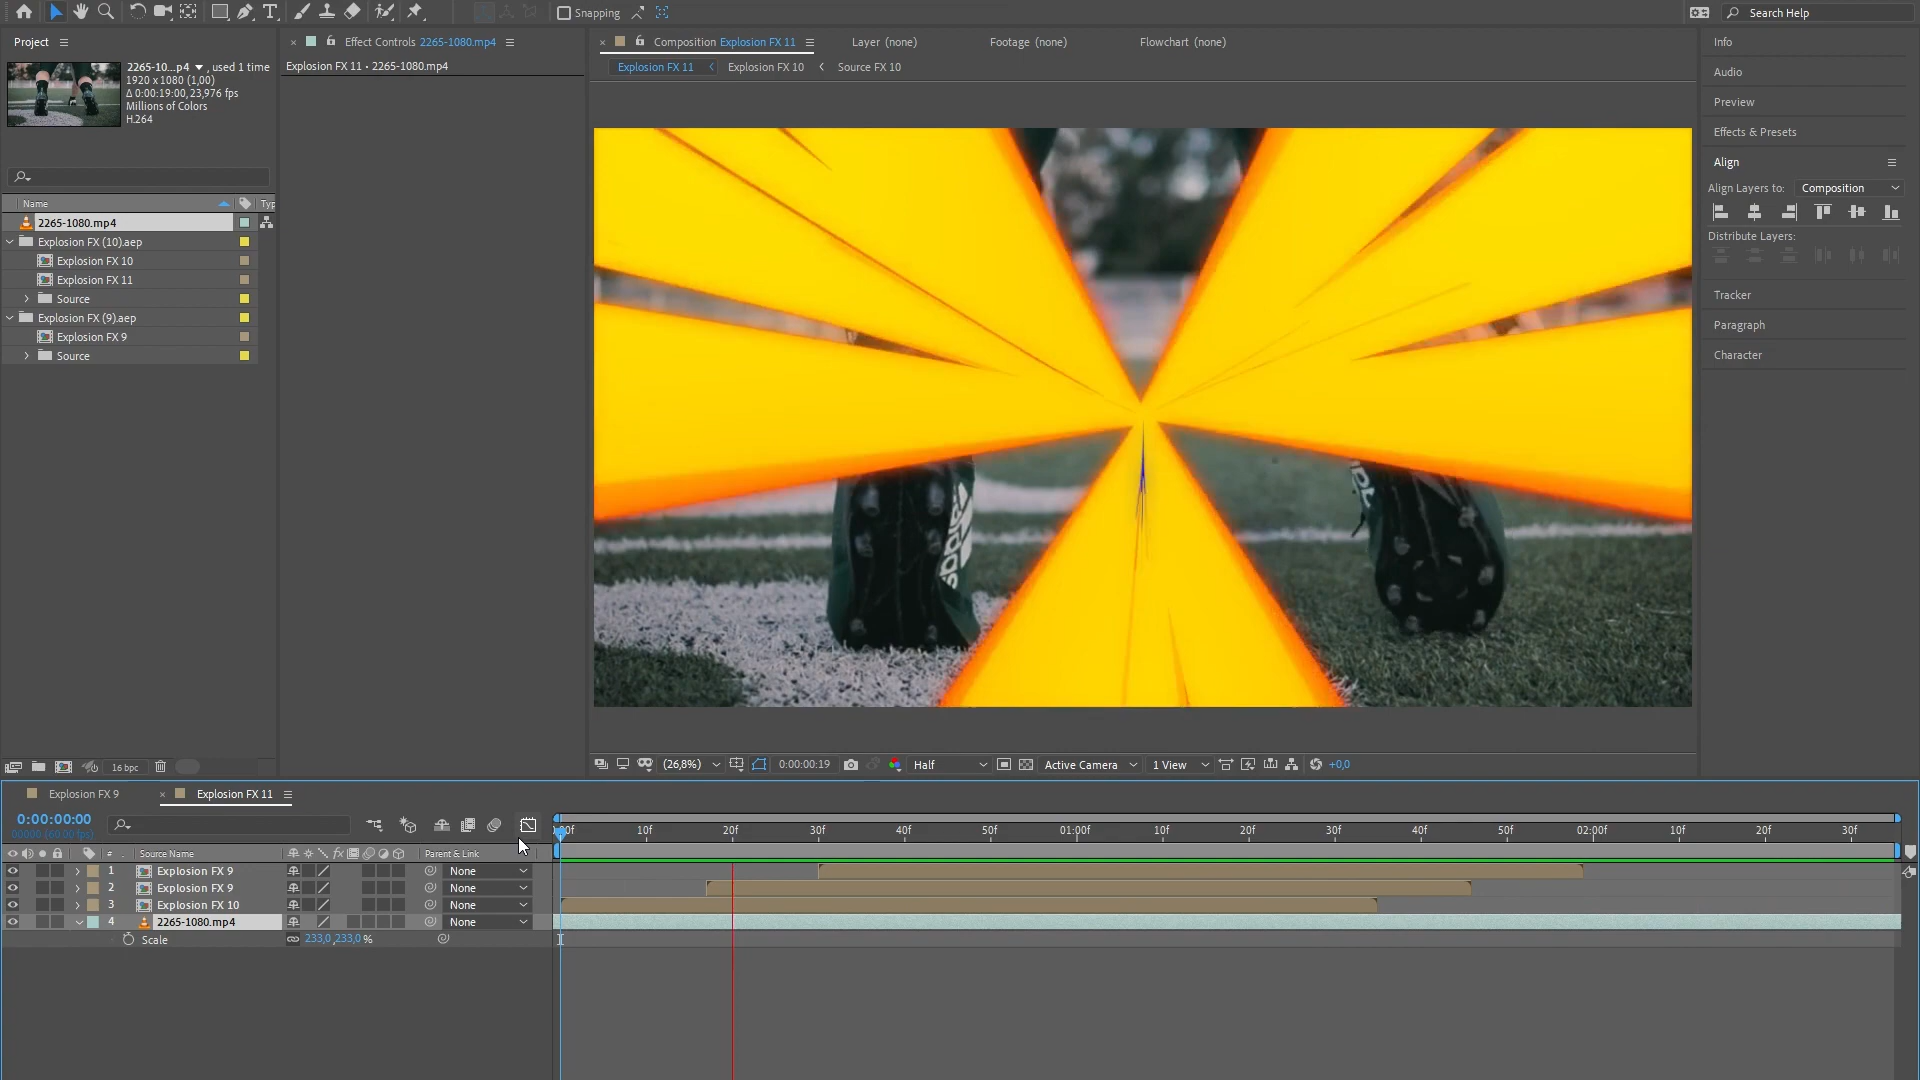 Snapping
Search Help
Project
Effect Controls 2265-1080.mp4
Composition Explosion FX 11
Layer (none)
Footage (none)
Flowchart (none)
Info
2265-10...p4 , used 1 time
1920 x 1080 (1,00)
Δ 0:00:19:00, 23,976 fps
Millions of Colors
H.264
Explosion FX 11 • 2265-1080.mp4
Explosion FX 11
Explosion FX 10
Source FX 10
Audio
Preview
Effects & Presets
Align
Align Layers to:
Composition
Distribute Layers:
Tracker
Paragraph
Character
Name
Typ
2265-1080.mp4
Explosion FX (10).aep
Explosion FX 10
Explosion FX 11
Source
Explosion FX (9).aep
Explosion FX 9
Source
adidas
16 bpc
(26,8%)
0:00:00:19
Half
Active Camera
1 View
+0,0
Explosion FX 9
Explosion FX 11
0:00:00:00
00000 (60.00 fps)
:00f
10f
20f
30f
40f
50f
01:00f
10f
20f
30f
40f
50f
02:00f
10f
20f
30f
#
Source Name
fx
Parent & Link
1
Explosion FX 9
None
2
Explosion FX 9
None
3
Explosion FX 10
None
4
2265-1080.mp4
None
Scale
233,0,233,0 %